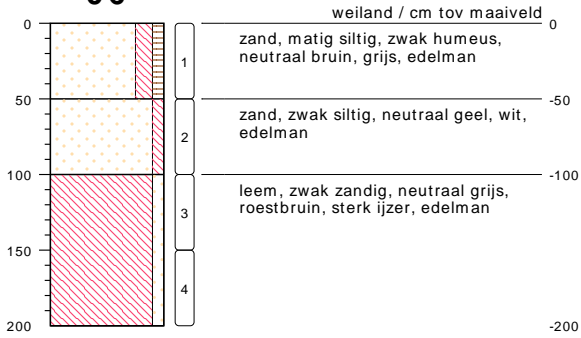 weiland / cm tov maaiveld
0
0
zand, matig siltig, zwak humeus,
neutraal bruin, grijs, edelman
1
50
-50
zand, zwak siltig, neutraal geel, wit,
edelman
2
100
-100
leem, zwak zandig, neutraal grijs,
roestbruin, sterk ijzer, edelman
3
150
4
200
-200